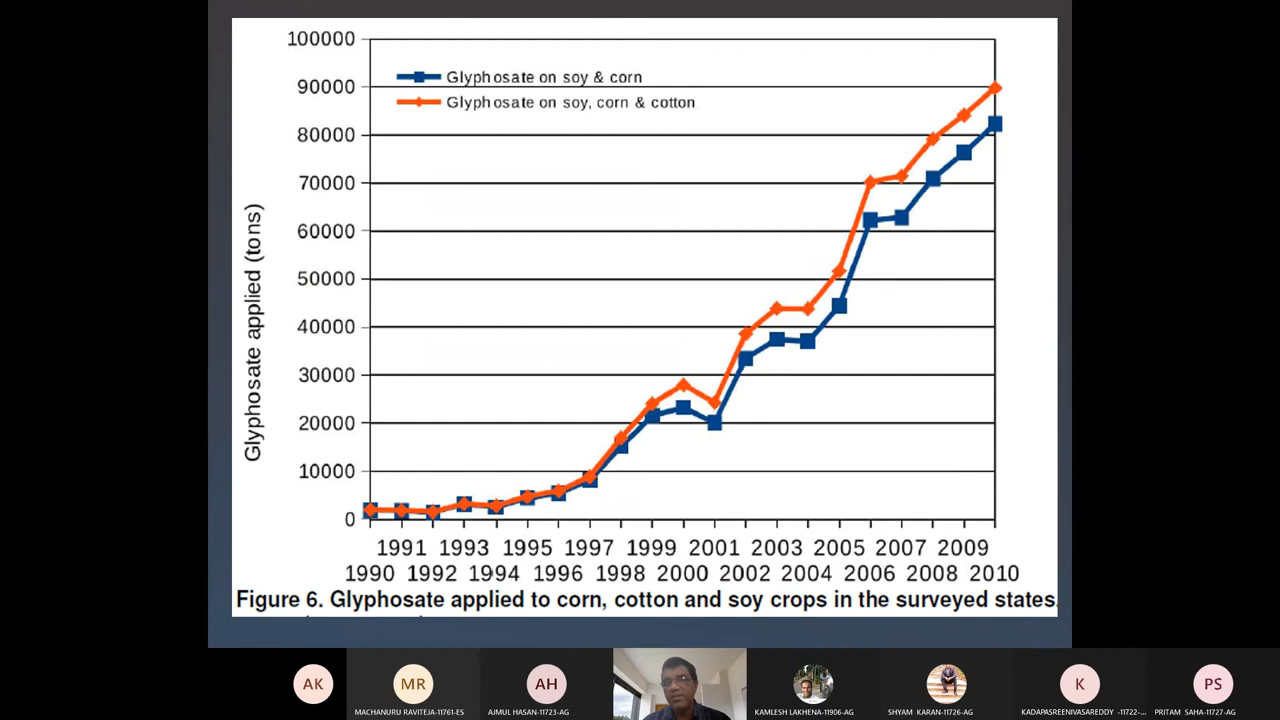 100000
90000
80000
70000
60000
50000
40000
30000
20000
10000
0
Glyphosate applied (tons)
Glyphosate on soy & corn
Glyphosate on soy, corn & cotton
1991 1993 1995 1997 1999 2001 2003 2005 2007 2009
1990 1992 1994 1996 1998 2000 2002 2004 2006 2008 2010
Figure 6. Glyphosate applied to corn, cotton and soy crops in the surveyed states.
AK
MR
AH
K
PS
MACHANURU RAVITEJA-11761-ES
AJMUL HASAN-11723-AG
KAMLESH LAKHENA-11906-AG
SHYAM KARAN-11726-AG
KADAPASREENIVASAREDDY -11722-...
PRITAM SAHA-11727-AG